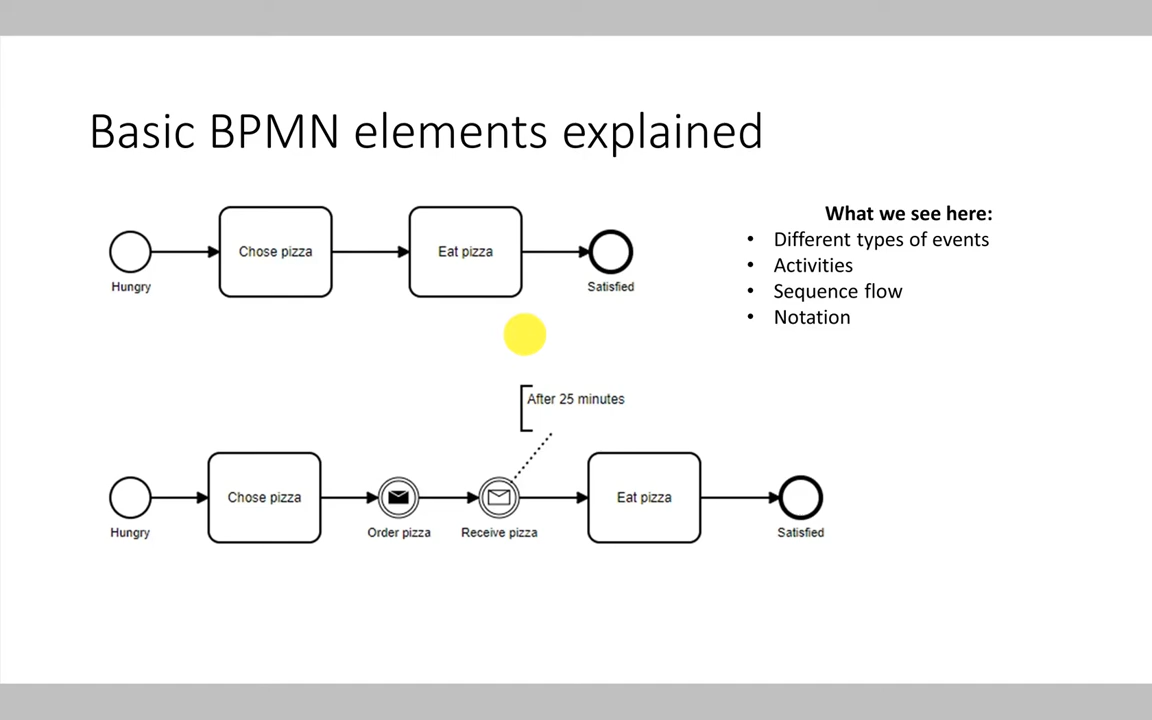 Basic BPMN elements explained
Chose pizza
Eat pizza
Hungry
Satisfied
What we see here:
• Different types of events
• Activities
• Sequence flow
• Notation
After 25 minutes
Chose pizza
Eat pizza
Hungry
Order pizza
Receive pizza
Satisfied